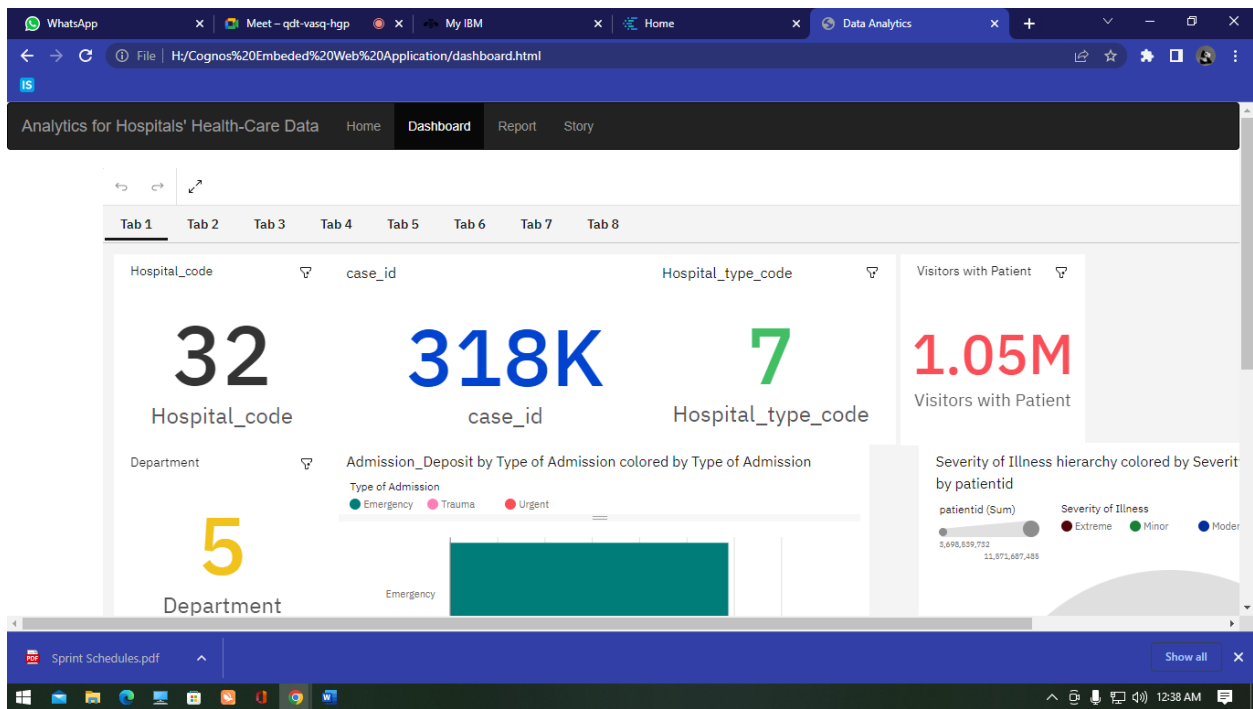 WhatsApp
Meet – qdt-vasq-hgp
My IBM
Home
Data Analytics
File
H:/Cognos%20Embeded%20Web%20Application/dashboard.html
IS
Analytics for Hospitals' Health-Care Data Home Dashboard Report Story
Tab 1 Tab 2 Tab 3 Tab 4 Tab 5 Tab 6 Tab 7 Tab 8
Hospital_code
32
Hospital_code
case_id
318K
case_id
Hospital_type_code
7
Hospital_type_code
Visitors with Patient
1.05M
Visitors with Patient
Department
5
Department
Admission_Deposit by Type of Admission colored by Type of Admission
Type of Admission
Emergency Trauma Urgent
Emergency
Severity of Illness hierarchy colored by Severit
by patientid
patientid (Sum)
3,698,539,732
11,571,687,485
Severity of Illness
Extreme Minor Moder
Sprint Schedules.pdf
Show all
12:38 AM